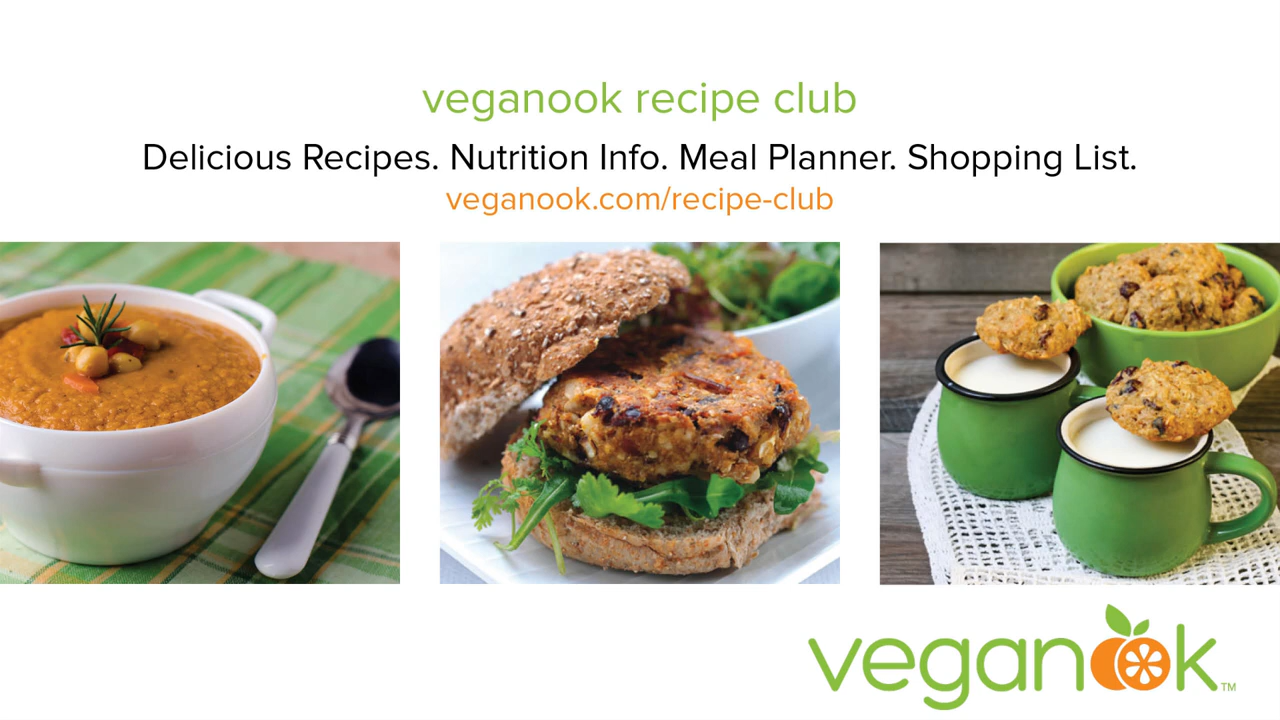 veganook recipe club
Delicious Recipes. Nutrition Info. Meal Planner. Shopping List.
veganook.com/recipe-club
veganook™